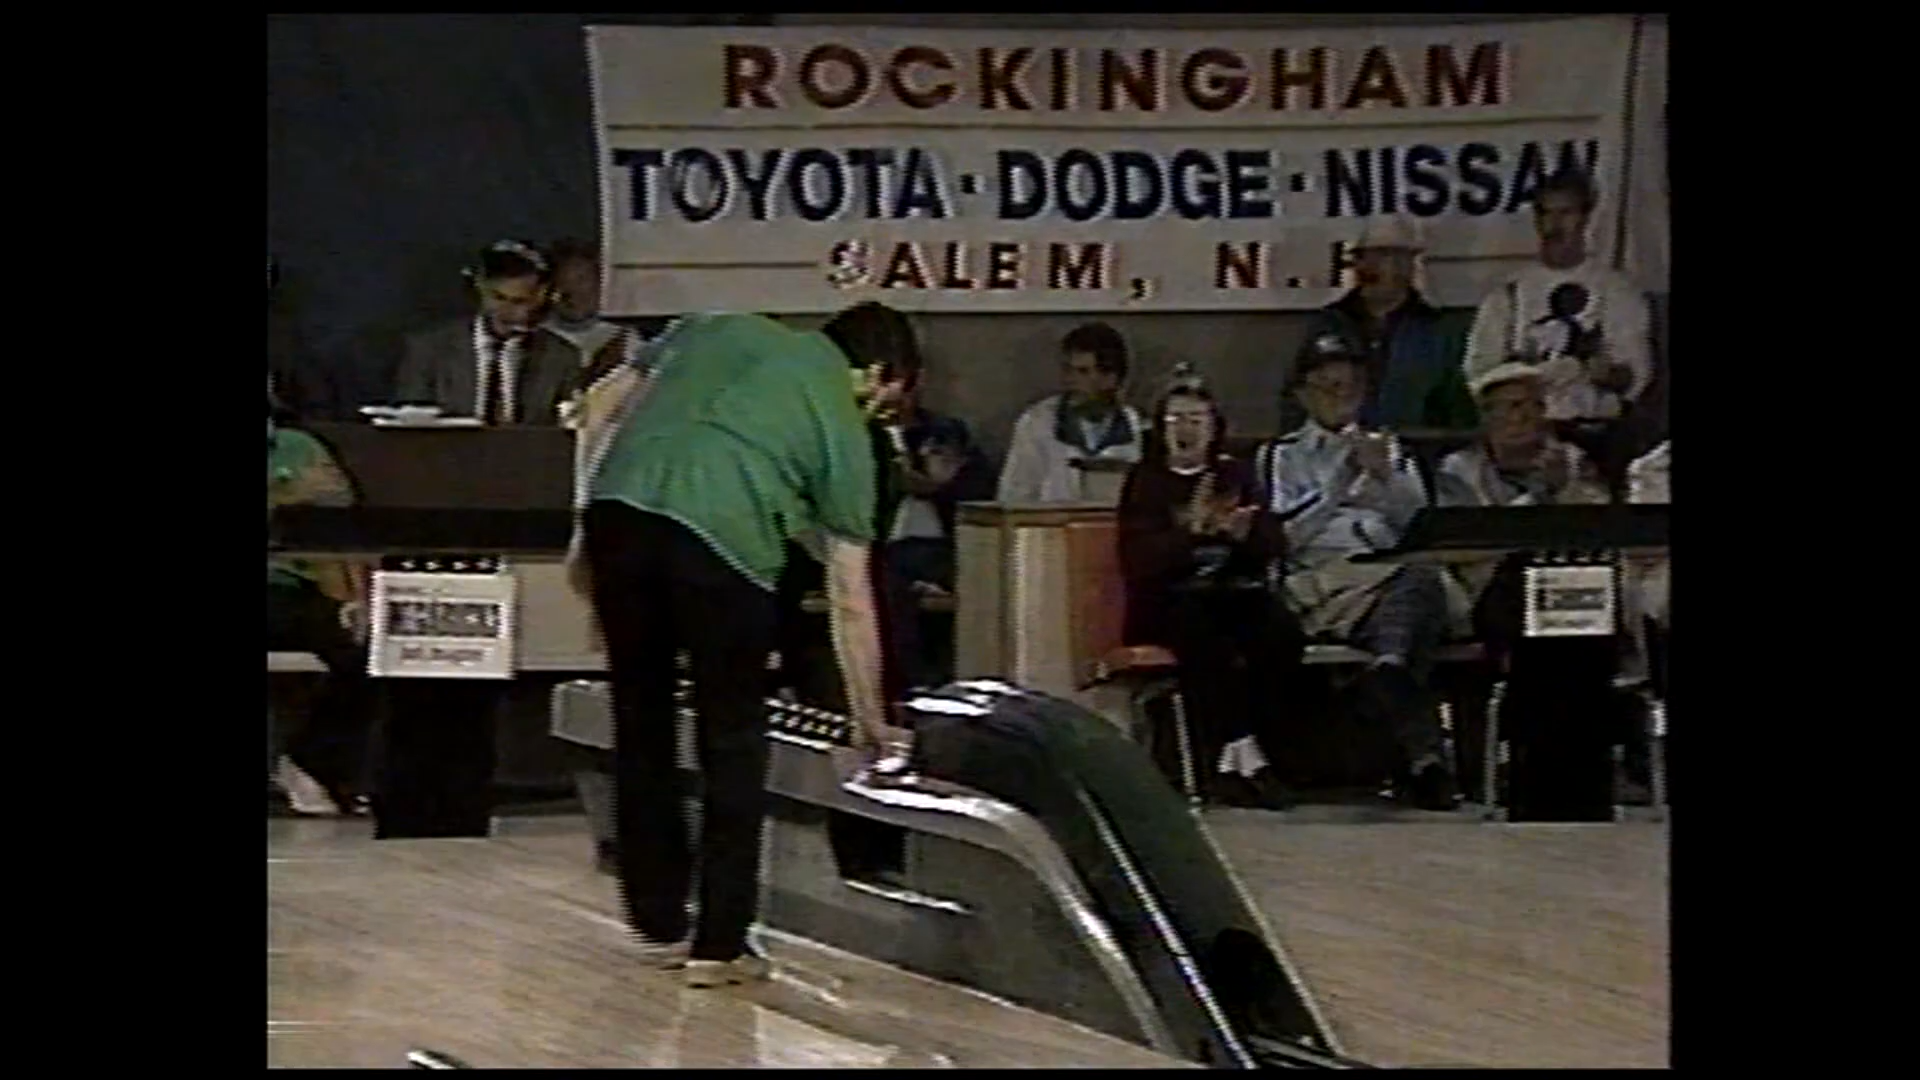 ROCKINGHAM
TOYOTA · DODGE · NISSAN
SALEM, N.H